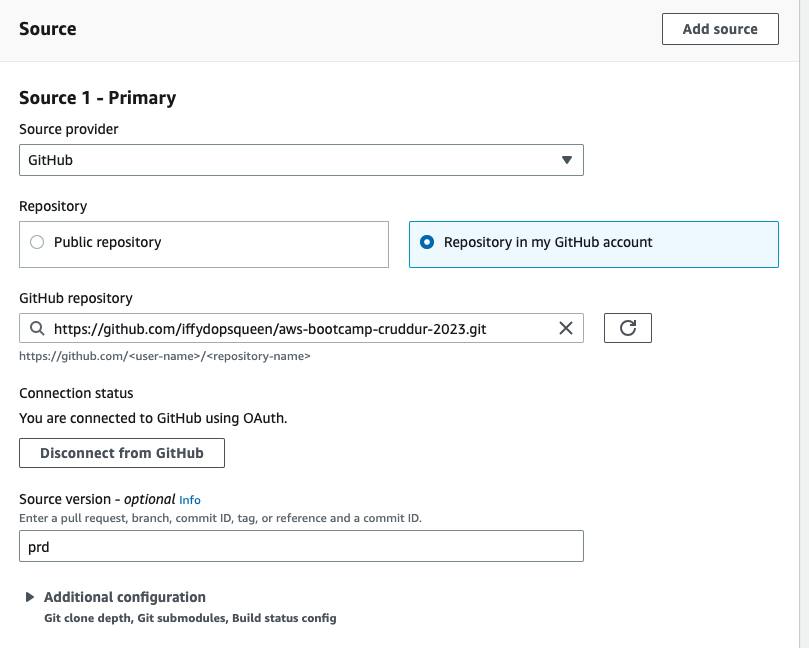 Source
Add source
Source 1 - Primary
Source provider
GitHub
Repository
Public repository
Repository in my GitHub account
GitHub repository
https://github.com/iffydopsqueen/aws-bootcamp-cruddur-2023.git
https://github.com/<user-name>/<repository-name>
Connection status
You are connected to GitHub using OAuth.
Disconnect from GitHub
Source version - optional Info
Enter a pull request, branch, commit ID, tag, or reference and a commit ID.
prd
Additional configuration
Git clone depth, Git submodules, Build status config